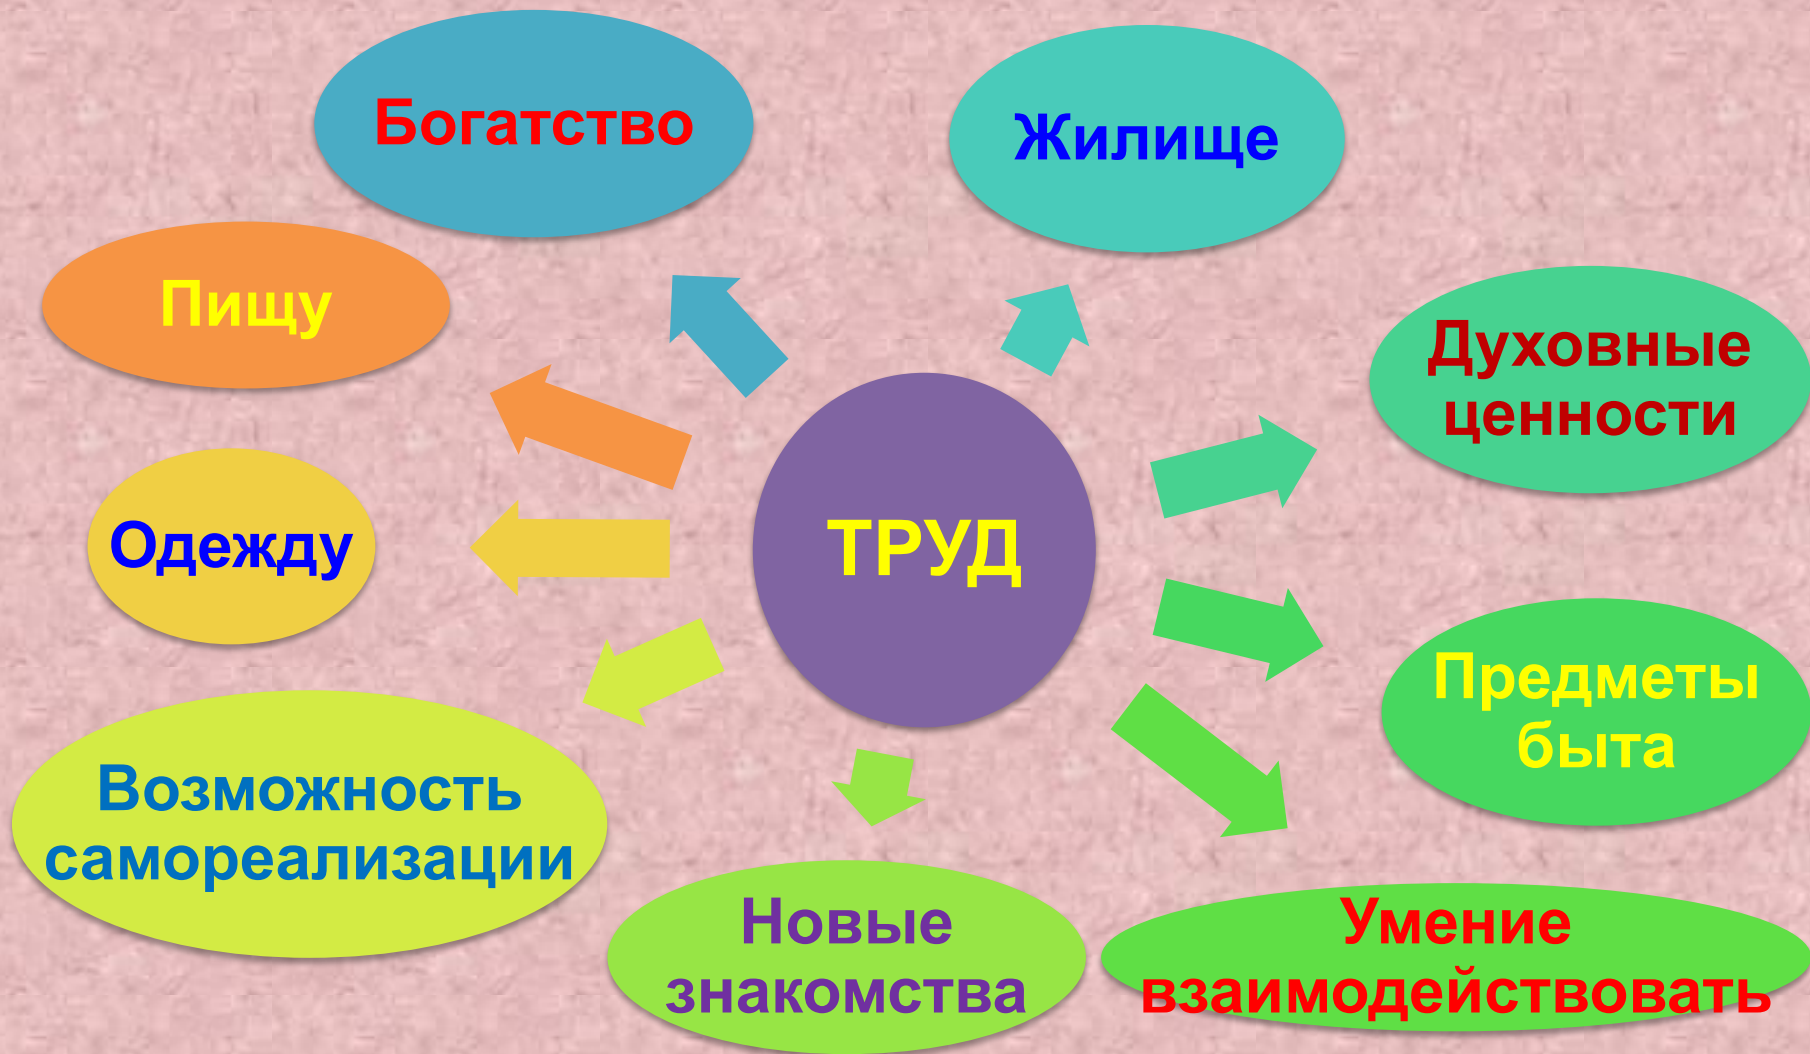 Богатство
Жилище
Пищу
Духовные
ценности
Одежду
ТРУД
Предметы
быта
Возможность
самореализации
Новые
знакомства
Умение
взаимодействовать